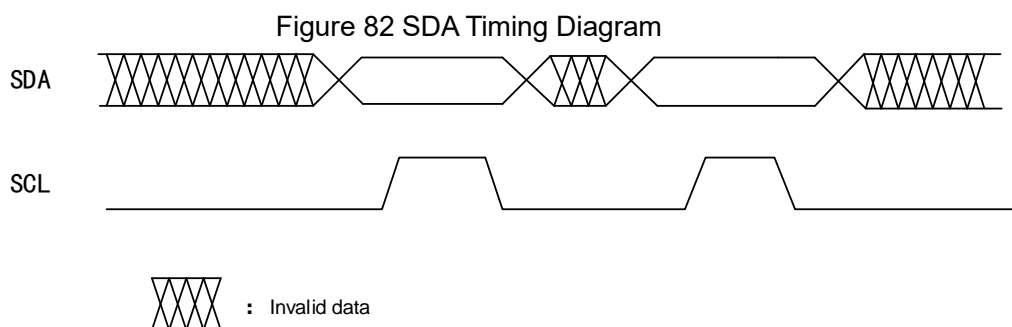 Figure 82 SDA Timing Diagram
SDA
SCL
: Invalid data